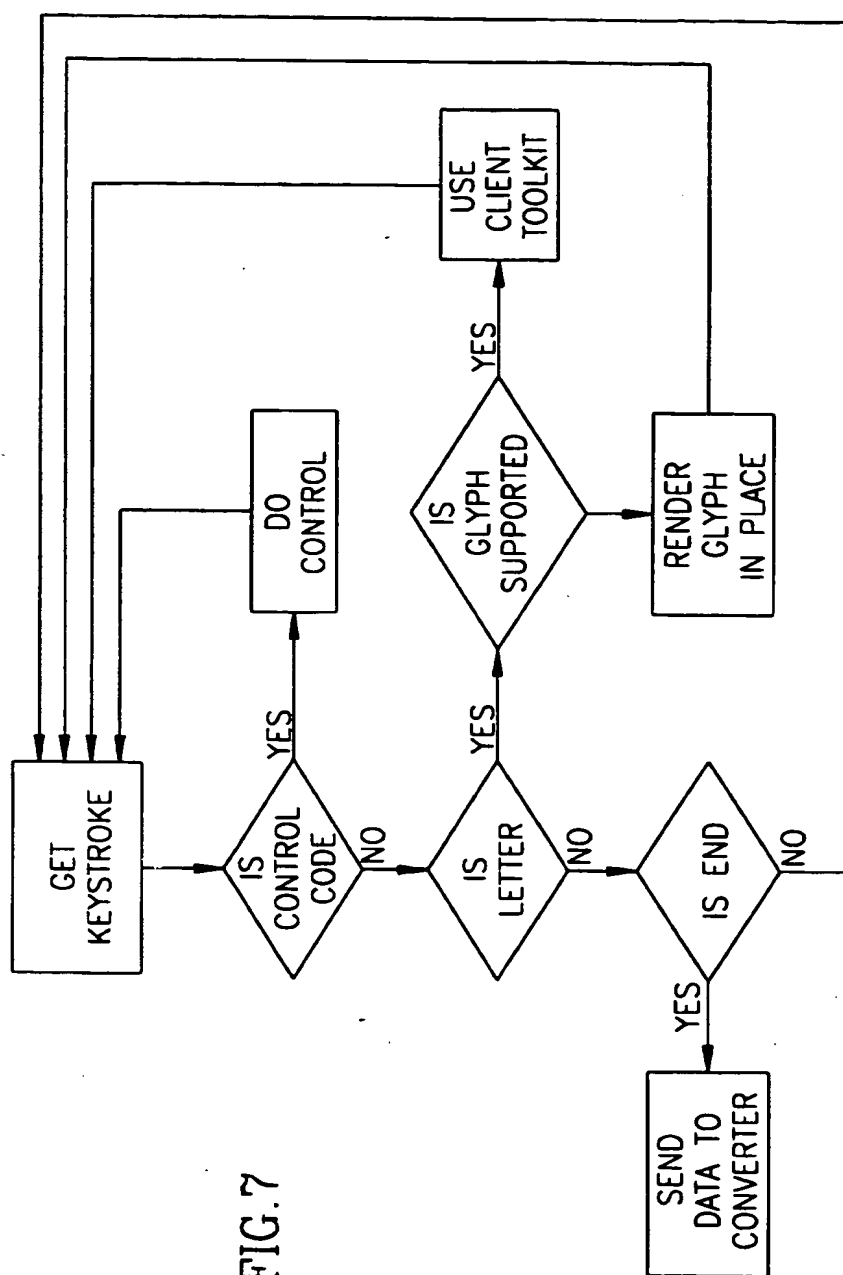 GET
KEYSTROKE
IS
CONTROL
CODE
YES
DO
CONTROL
NO
IS
LETTER
YES
IS
GLYPH
SUPPORTED
YES
USE
CLIENT
TOOLKIT
RENDER
GLYPH
IN PLACE
NO
IS END
YES
NO
SEND
DATA TO
CONVERTER
FIG.7